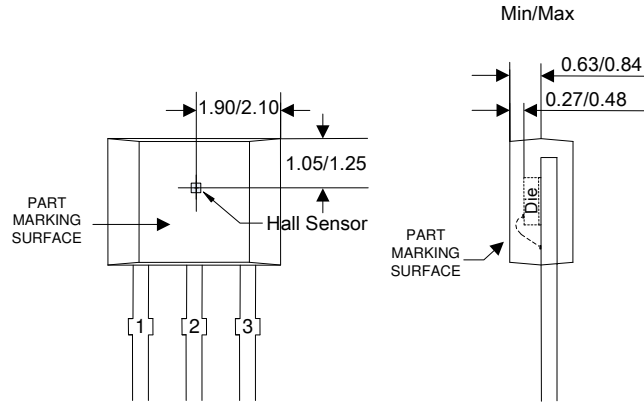 Min/Max
0.63/0.84
1.90/2.10
0.27/0.48
1.05/1.25
Die
PART
MARKING
SURFACE
Hall Sensor
PART
MARKING
SURFACE
1 2 3